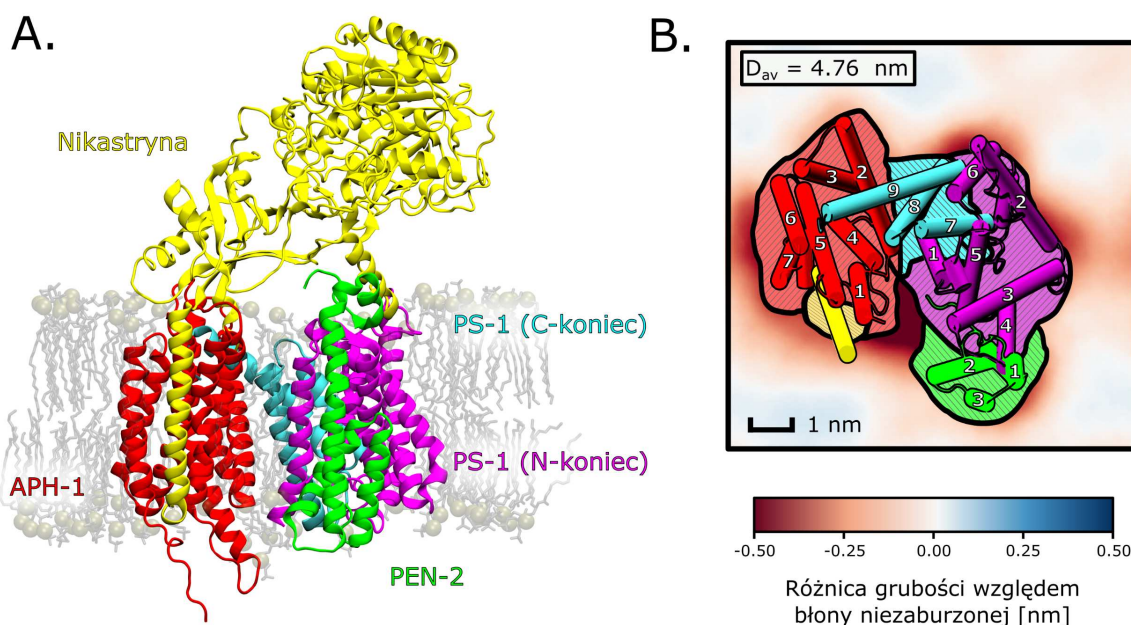 A.
Nikastryna
PS-1 (C-koniec)
PS-1 (N-koniec)
APH-1
PEN-2
B.
D_av = 4.76 nm
3
2
6
9
8
2
6
7
4
5
1
5
7
1
3
4
2
1
3
1 nm
-0.50
-0.25
0.00
0.25
0.50
Różnica grubości względem
błony niezaburzonej [nm]